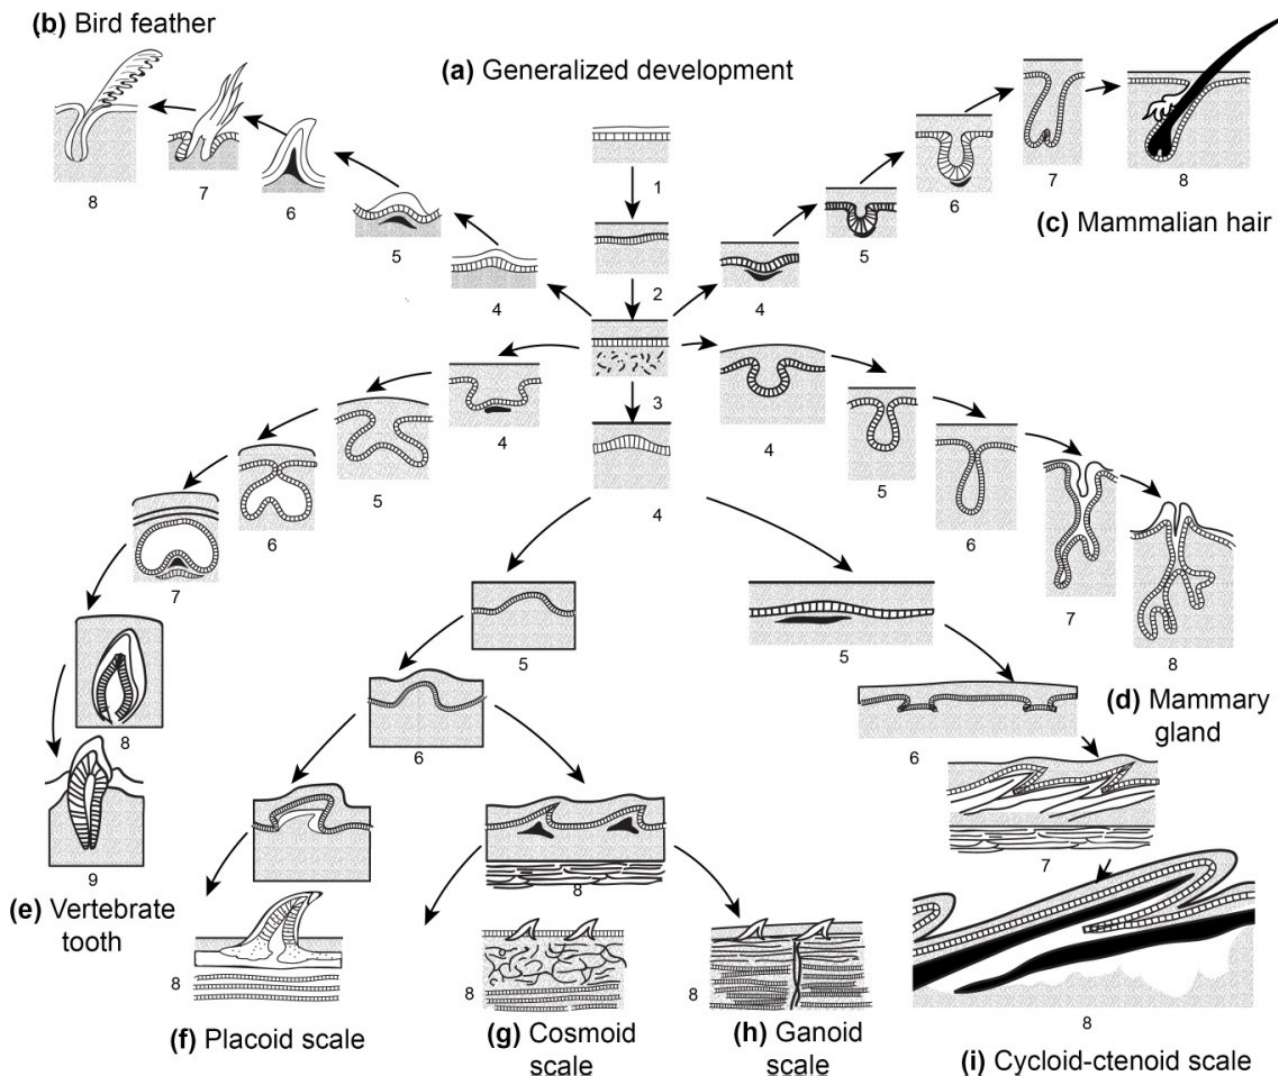 (b) Bird feather
(a) Generalized development
8
7
6
5
4
1
2
3
4
4
5
6
7
8
(c) Mammalian hair
4
5
6
7
8
(d) Mammary
gland
4
5
6
7
8
9
(e) Vertebrate
tooth
5
6
8
(f) Placoid scale
8
8
(g) Cosmoid
scale
8
(h) Ganoid
scale
5
6
7
8
(i) Cycloid-ctenoid scale